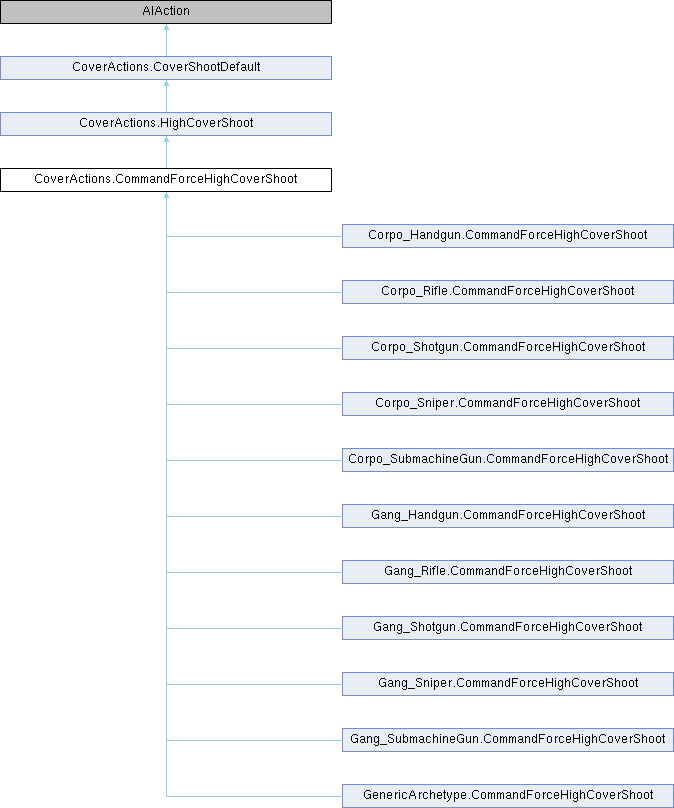 AIAction
CoverActions.CoverShootDefault
CoverActions.HighCoverShoot
CoverActions.CommandForceHighCoverShoot
Corpo_Handgun.CommandForceHighCoverShoot
Corpo_Rifle.CommandForceHighCoverShoot
Corpo_Shotgun.CommandForceHighCoverShoot
Corpo_Sniper.CommandForceHighCoverShoot
Corpo_SubmachineGun.CommandForceHighCoverShoot
Gang_Handgun.CommandForceHighCoverShoot
Gang_Rifle.CommandForceHighCoverShoot
Gang_Shotgun.CommandForceHighCoverShoot
Gang_Sniper.CommandForceHighCoverShoot
Gang_SubmachineGun.CommandForceHighCoverShoot
GenericArchetype.CommandForceHighCoverShoot